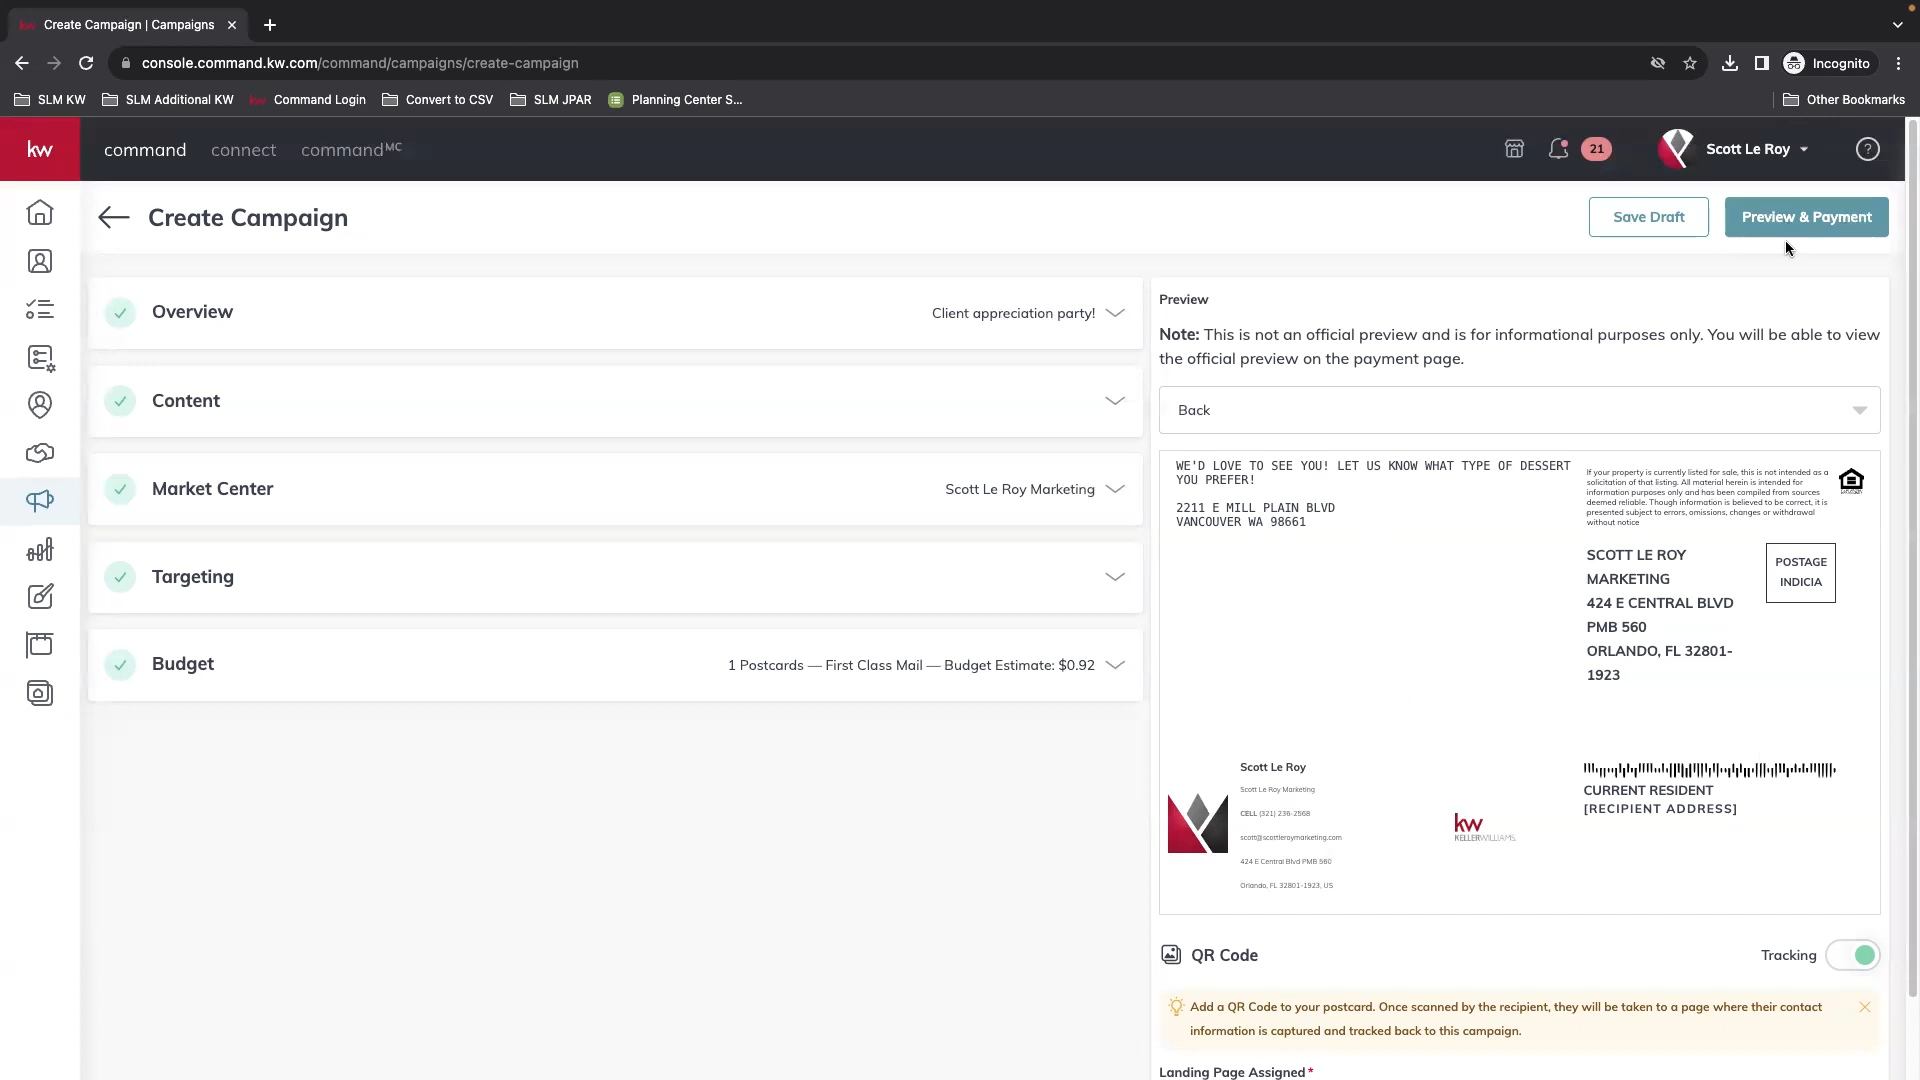 Create Campaign | Campaigns
console.command.kw.com/command/campaigns/create-campaign
Incognito
SLM KW
SLM Additional KW
kw Command Login
Convert to CSV
SLM JPAR
Planning Center S...
Other Bookmarks
kw
command
connect
commandMC
21
Scott Le Roy
?
Create Campaign
Save Draft
Preview & Payment
Overview
Client appreciation party!
Content
Market Center
Scott Le Roy Marketing
Targeting
Budget
1 Postcards — First Class Mail — Budget Estimate: $0.92
Preview
Note: This is not an official preview and is for informational purposes only. You will be able to view
the official preview on the payment page.
Back
WE'D LOVE TO SEE YOU! LET US KNOW WHAT TYPE OF DESSERT
YOU PREFER!
2211 E MILL PLAIN BLVD
VANCOUVER WA 98661
If your property is currently listed for sale, this is not intended as a
solicitation of that listing. All material herein is intended for
information purposes only and has been compiled from sources
deemed reliable. Though information is believed to be correct, it is
presented subject to errors, omissions, changes or withdrawal
without notice
SCOTT LE ROY
MARKETING
424 E CENTRAL BLVD
PMB 560
ORLANDO, FL 32801-
1923
POSTAGE
INDICIA
Scott Le Roy
Scott Le Roy Marketing
CELL (321) 236-2568
scott@scottleroymarketing.com
424 E Central Blvd PMB 560
Orlando, FL 32801-1923, US
kw
KELLERWILLIAMS.
CURRENT RESIDENT
[RECIPIENT ADDRESS]
QR Code
Tracking
Add a QR Code to your postcard. Once scanned by the recipient, they will be taken to a page where their contact
information is captured and tracked back to this campaign.
Landing Page Assigned*